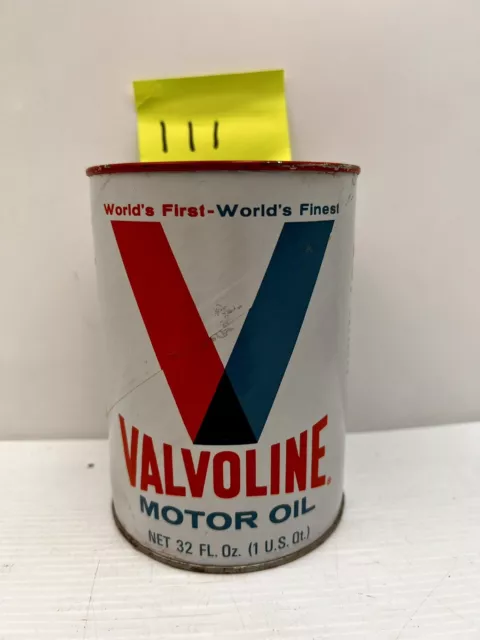 111
World's First-World's Finest
VALVOLINE
MOTOR OIL
NET 32 FL. Oz. (1 U.S. Qt.)